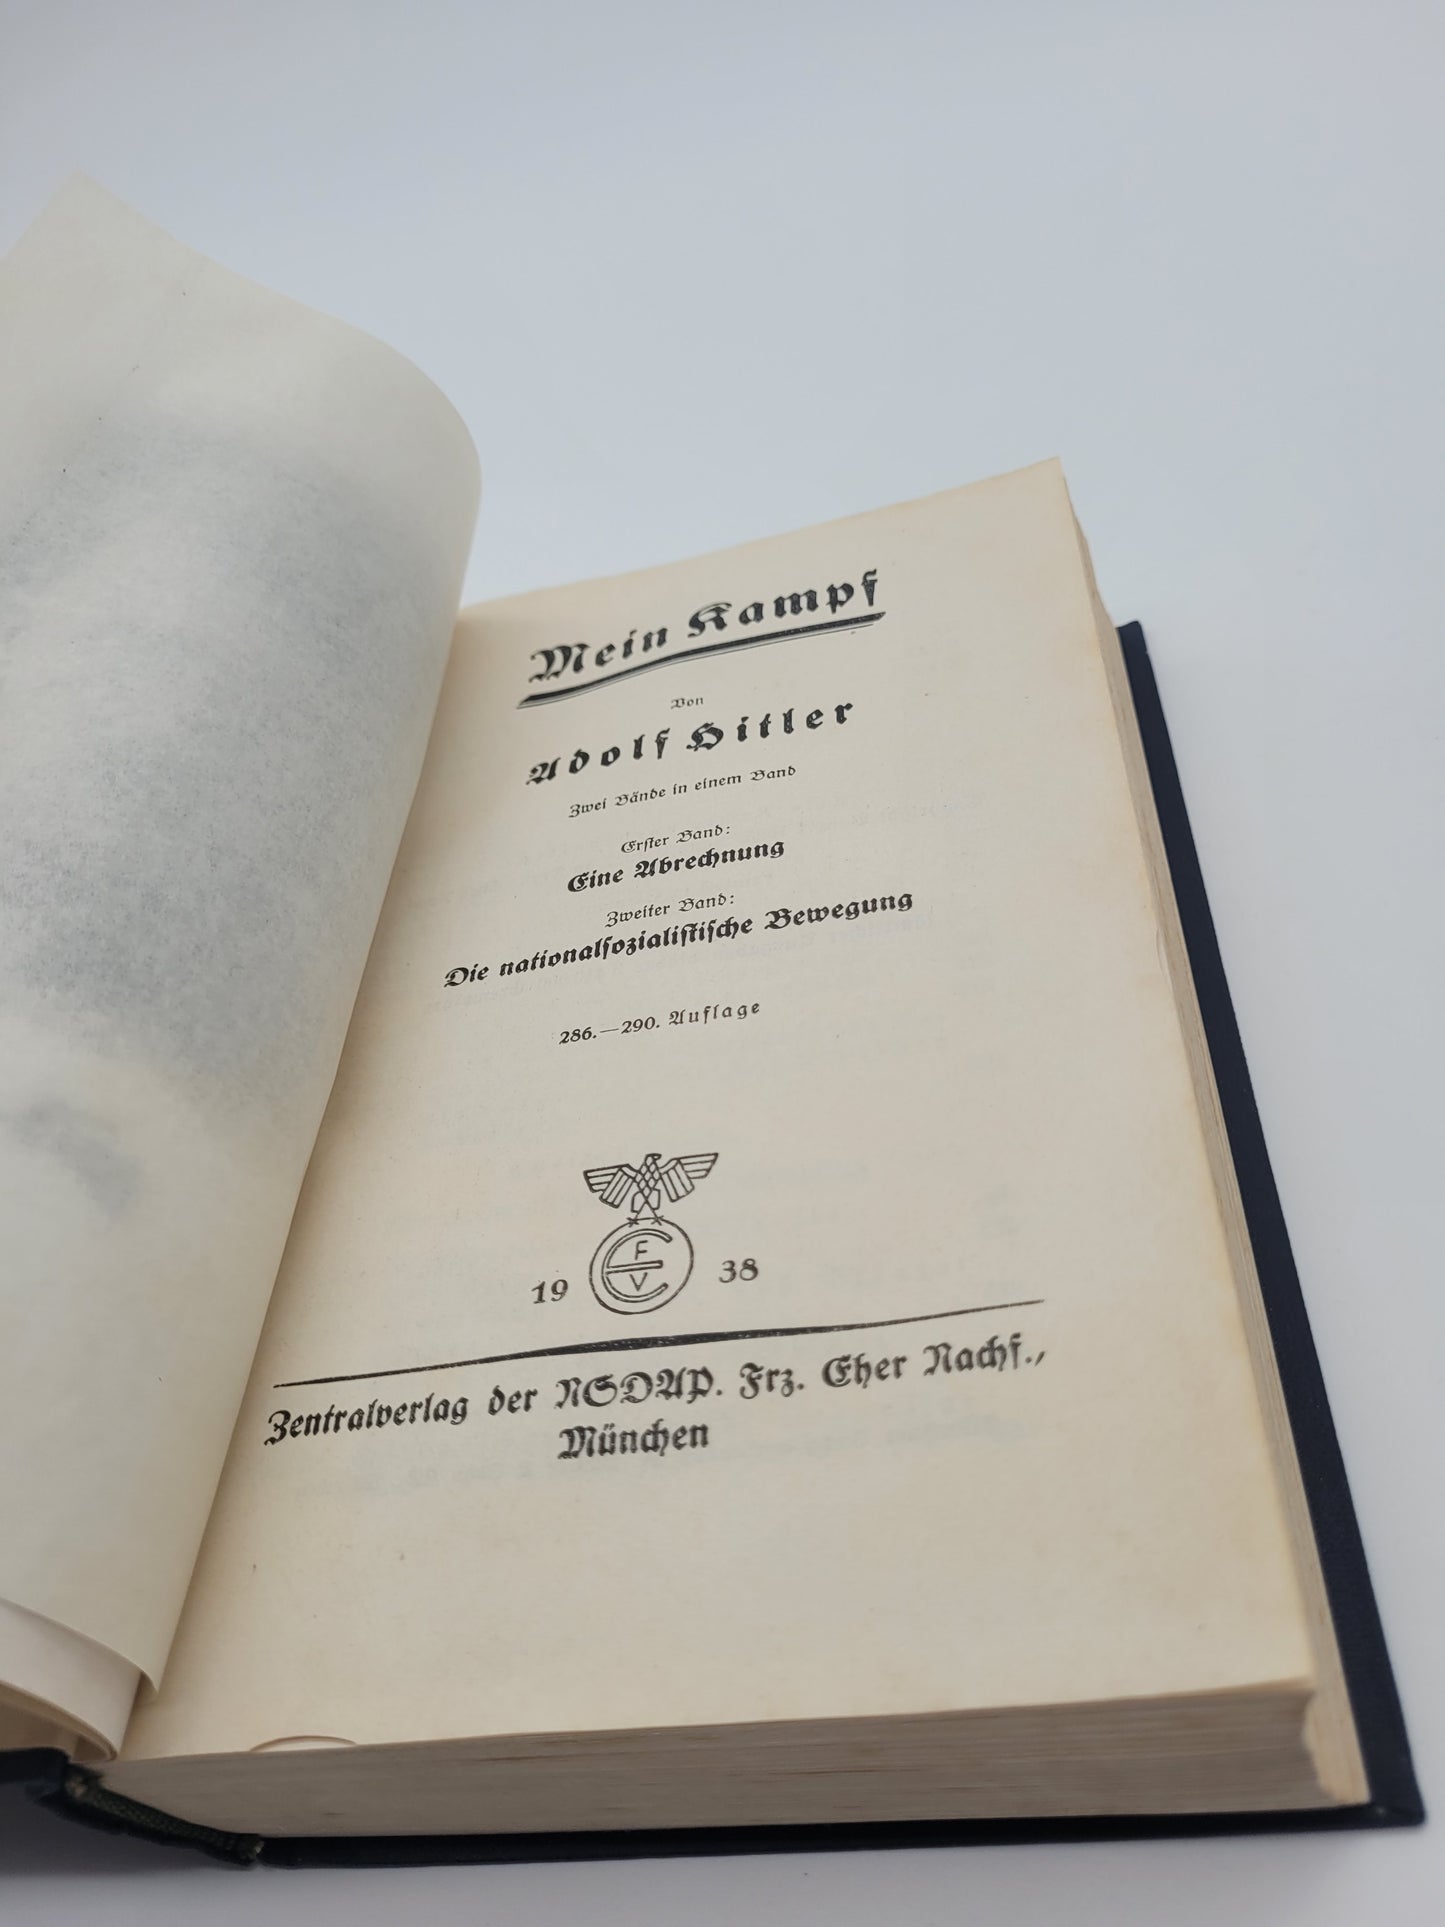 Mein Kampf
Von
Adolf Hitler
Zwei Bände in einem Band
Erster Band:
Eine Abrechnung
Zweiter Band:
Die nationalsozialistische Bewegung
286.—290. Auflage
F
E
V
19 38
Zentralverlag der NSDAP. Frz. Eher Nachf.,
München